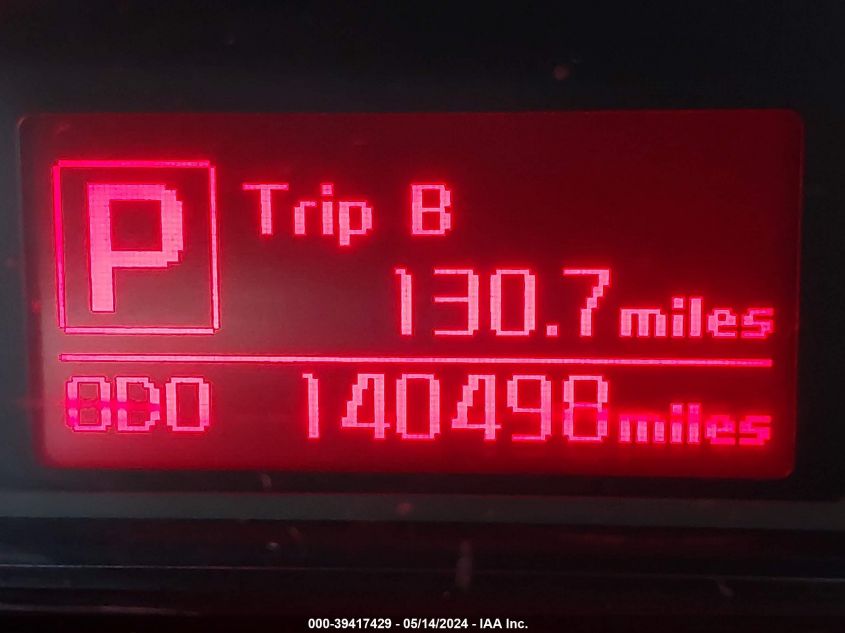 P
Trip B
130.7 miles
ODO 140498 miles
000-39417429 - 05/14/2024 - IAA Inc.